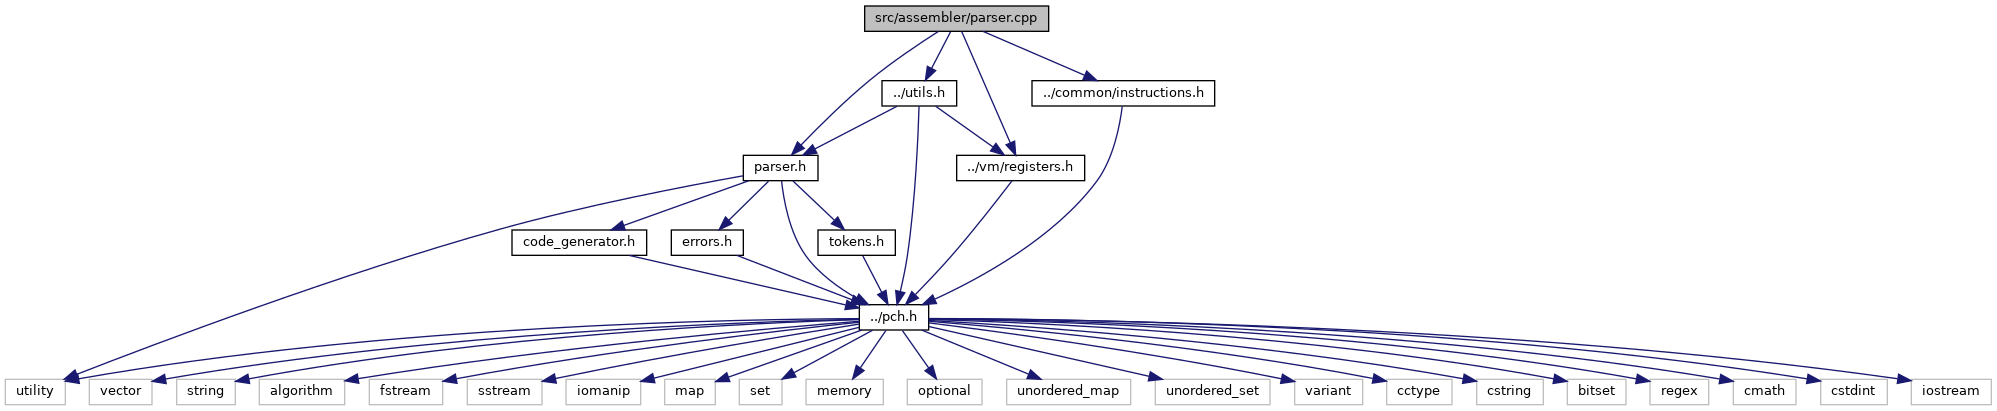 src/assembler/parser.cpp
../utils.h
../common/instructions.h
parser.h
../vm/registers.h
code_generator.h
errors.h
tokens.h
../pch.h
utility
vector
string
algorithm
fstream
sstream
iomanip
map
set
memory
optional
unordered_map
unordered_set
variant
cctype
cstring
bitset
regex
cmath
cstdint
iostream